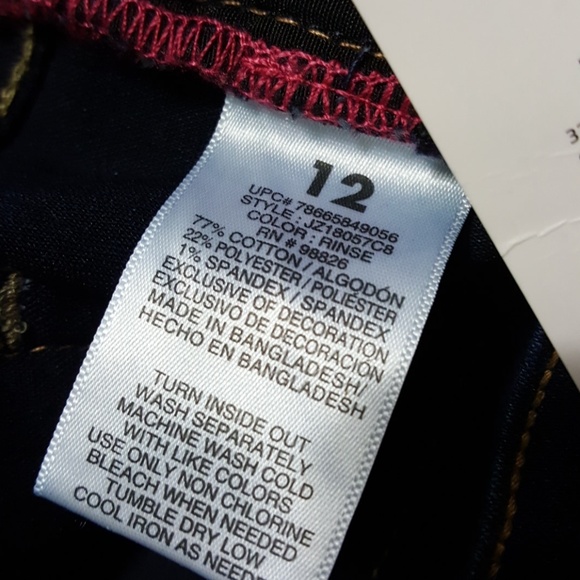 12
UPC# 78665849056
STYLE : JZ18057C8
COLOR : RINSE
RN # 98826
77% COTTON / ALGODÓN
22% POLYESTER / POLIÉSTER
1% SPANDEX / SPANDEX
EXCLUSIVE OF DECORATION
EXCLUSIVO DE DECORACIÓN
MADE IN BANGLADESH/
HECHO EN BANGLADESH
TURN INSIDE OUT
WASH SEPARATELY
MACHINE WASH COLD
WITH LIKE COLORS
USE ONLY NON CHLORINE
BLEACH WHEN NEEDED
TUMBLE DRY LOW
COOL IRON AS NEEDED